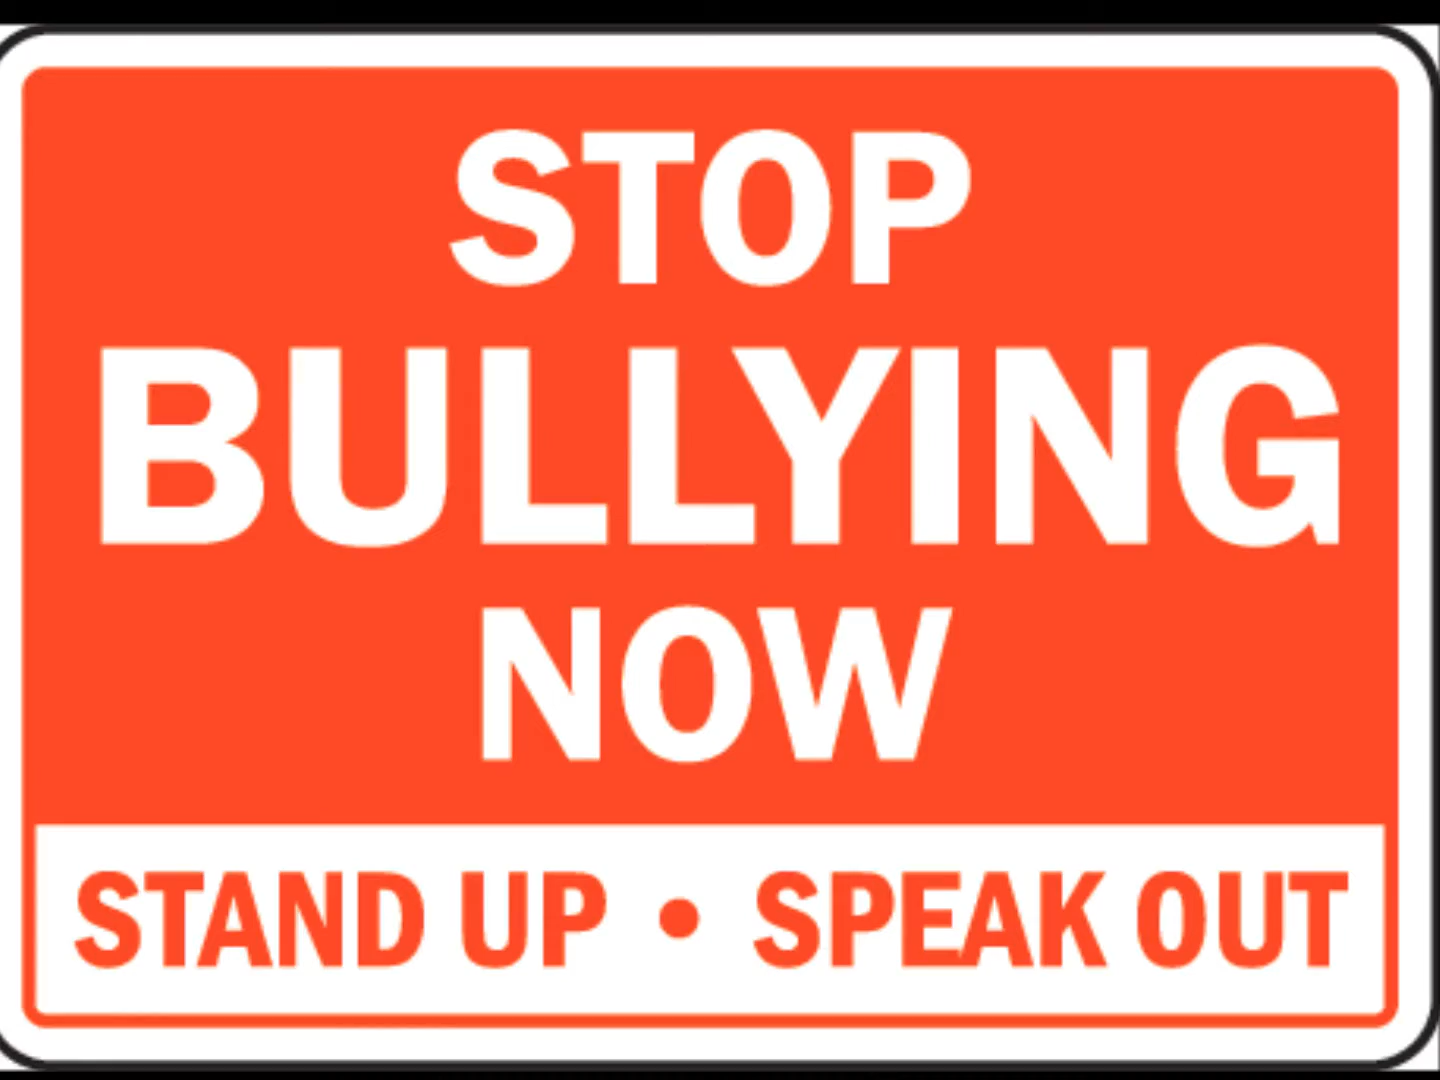 STOP
BULLYING
NOW
STAND UP • SPEAK OUT